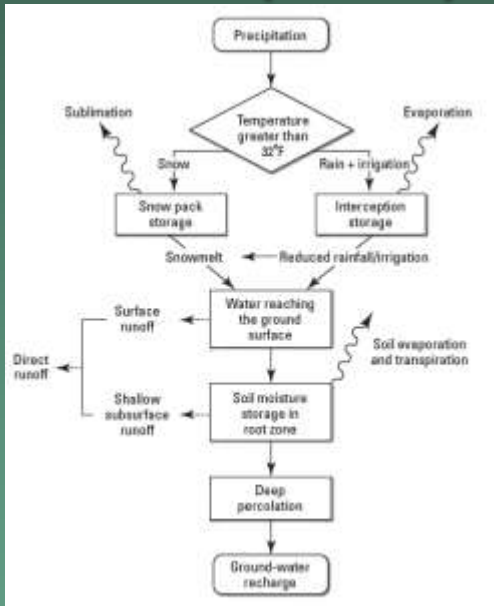 Precipitation
Sublimation
Evaporation
Temperature
greater than
32°F
Snow
Rain + irrigation
Snow pack
storage
Interception
storage
Snowmelt
Reduced rainfall/irrigation
Water reaching
the ground
surface
Surface
runoff
Soil evaporation
and transpiration
Direct
runoff
Shallow
subsurface
runoff
Soil moisture
storage in
root zone
Deep
percolation
Ground-water
recharge